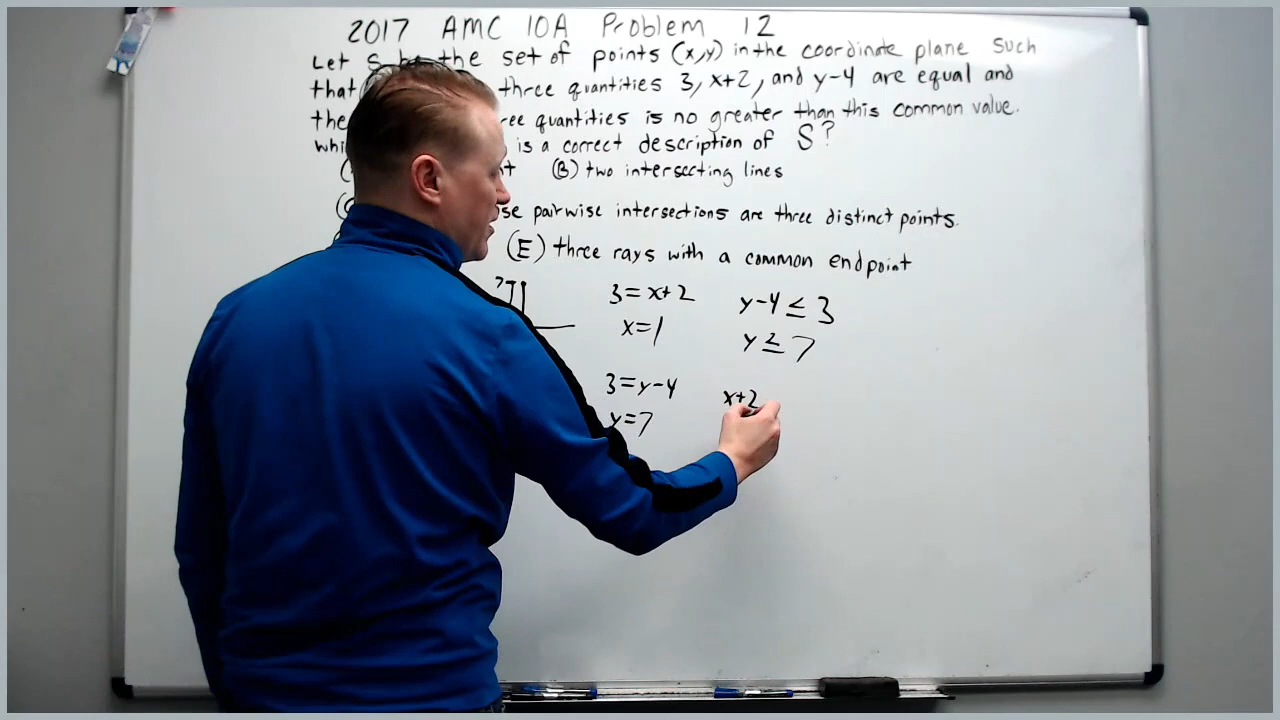 2017 AMC 10A Problem 12
Let S be the set of points (x,y) in the coordinate plane such
that three quantities 3, x+2, and y-4 are equal and
the quantities is no greater than this common value.
is a correct description of S?
(B) two intersecting lines
pairwise intersections are three distinct points.
(E) three rays with a common endpoint
7
3=x+2 y-4≤3
x=1 y≤7
3=y-4 x+2
y=7